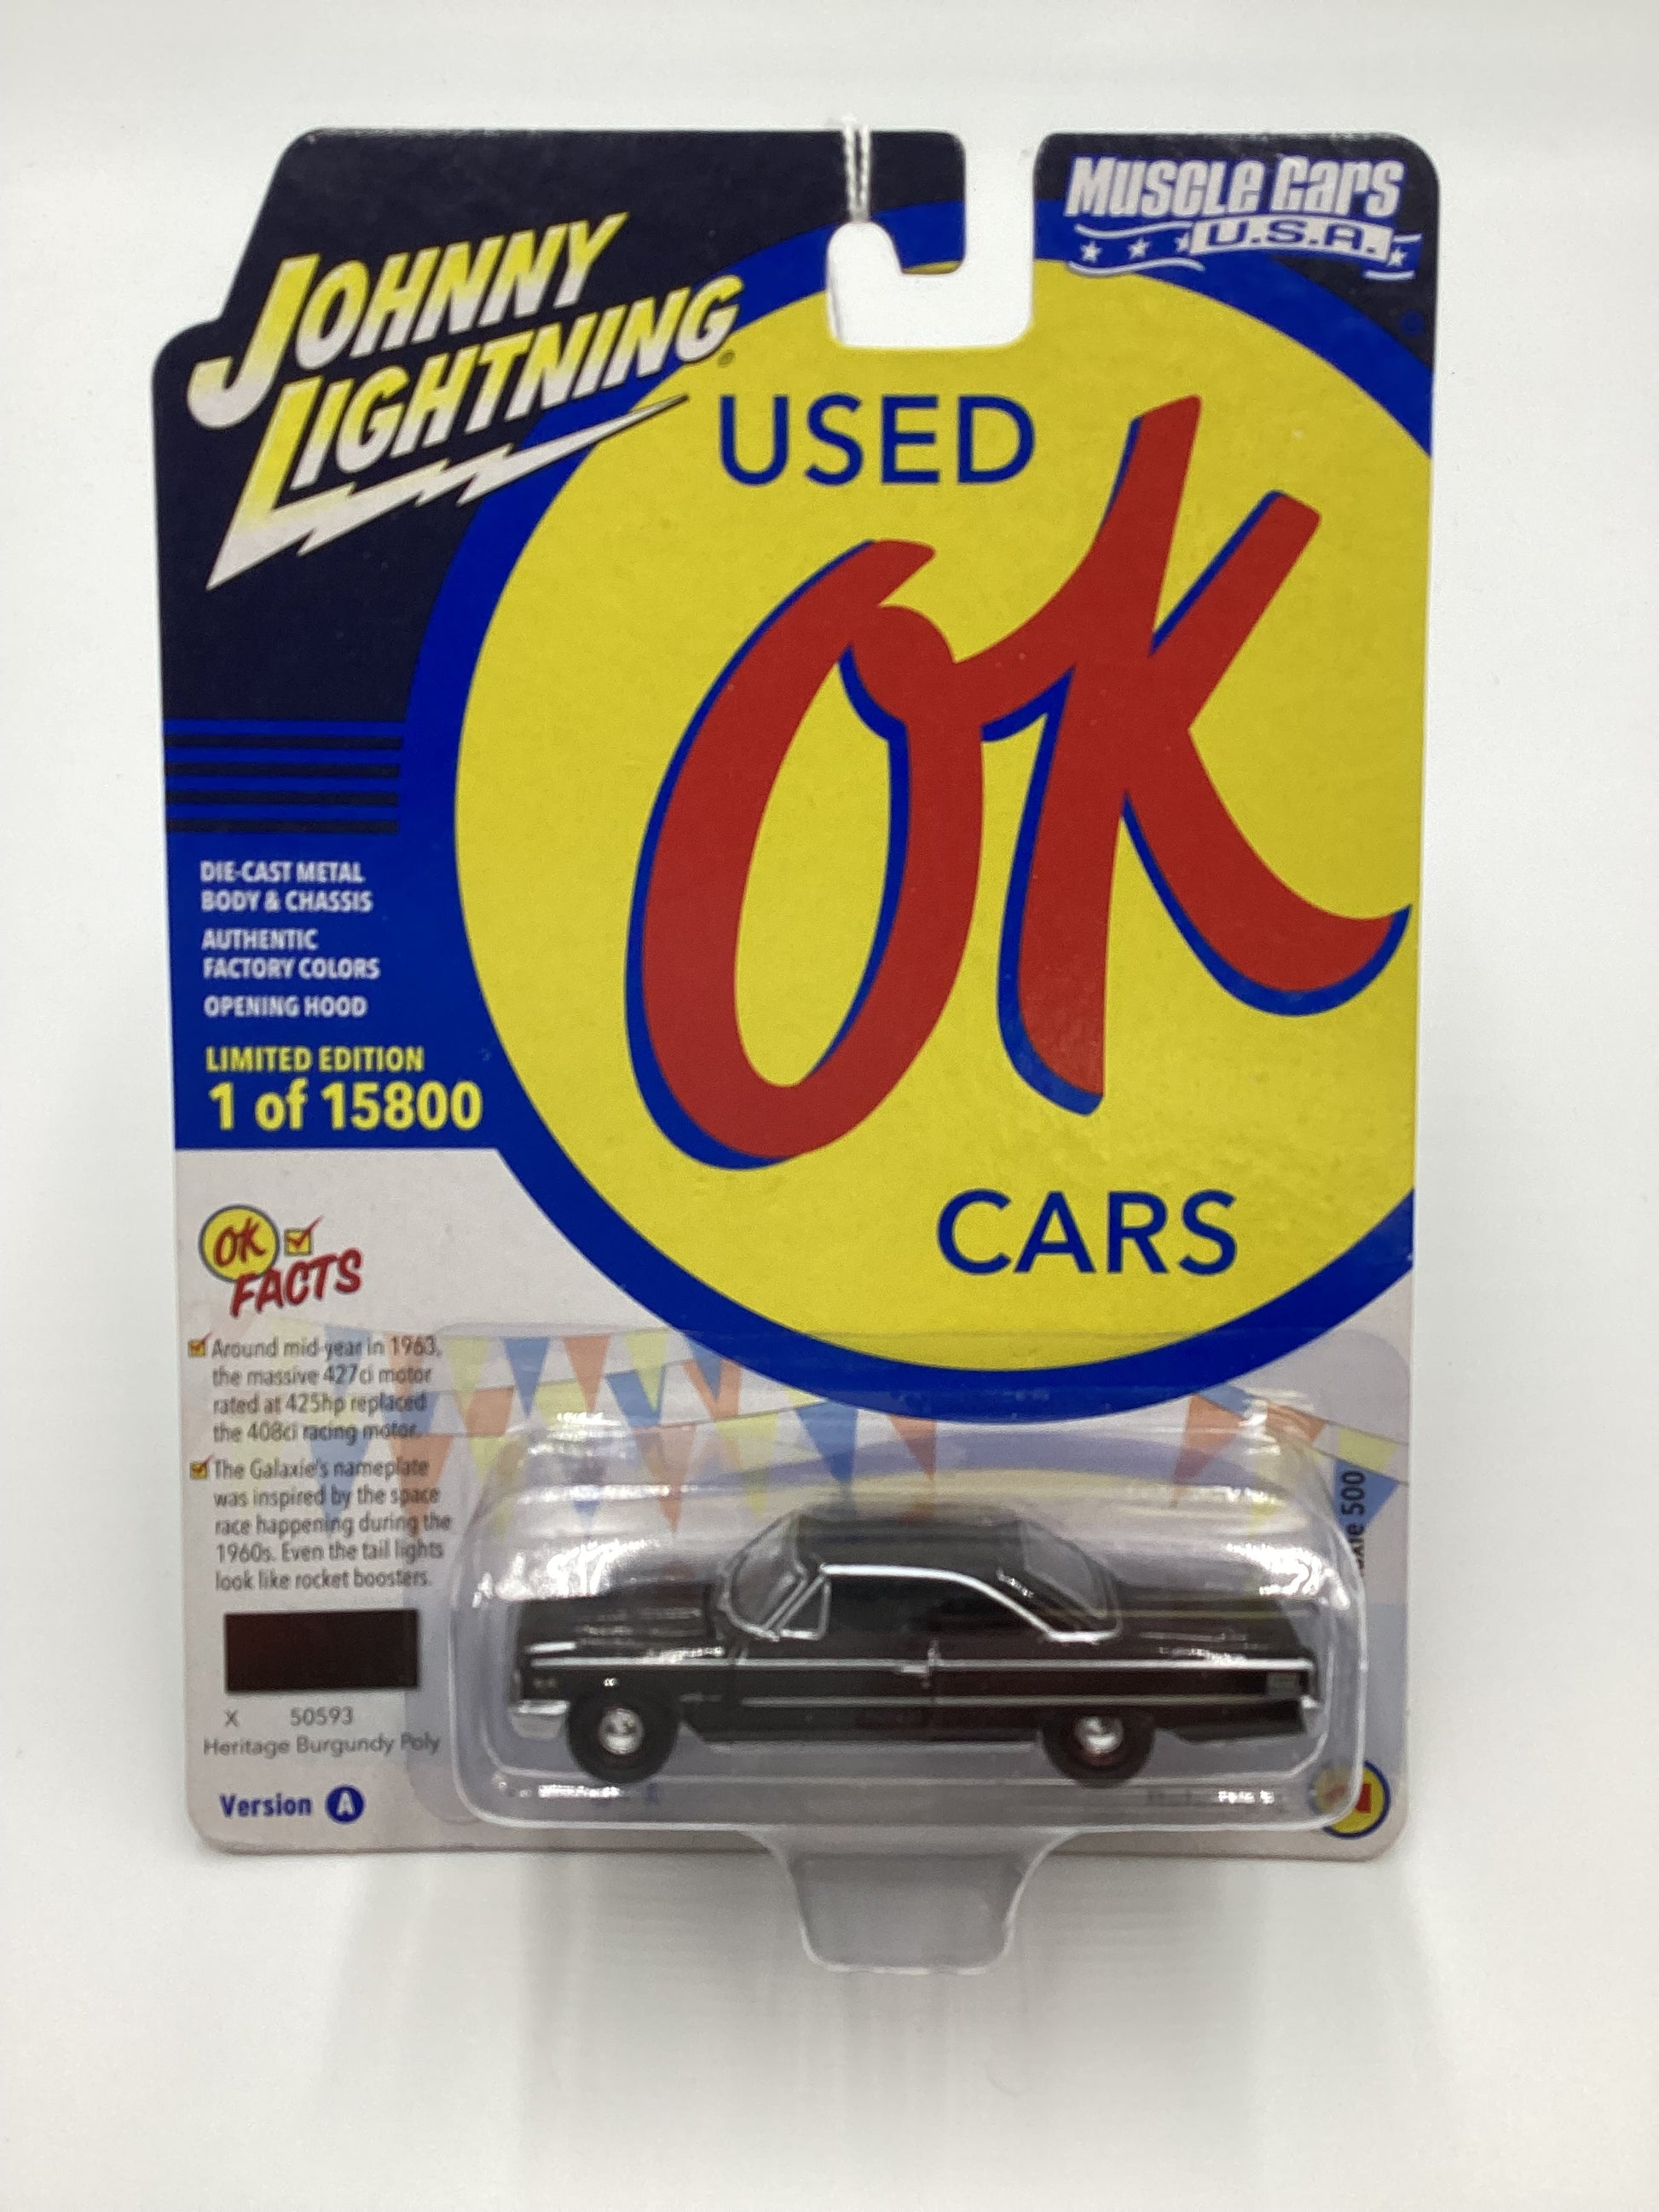 JOHNNY
LIGHTNING®
MUSCLE CARS
U.S.A.
USED
OK
CARS
DIE-CAST METAL
BODY & CHASSIS
AUTHENTIC
FACTORY COLORS
OPENING HOOD
LIMITED EDITION
1 of 15800
OK
FACTS
Around mid-year in 1963,
the massive 427ci motor
rated at 425hp replaced
the 408ci racing motor.
The Galaxie's nameplate
was inspired by the space
race happening during the
1960s. Even the tail lights
look like rocket boosters.
X 50593
Heritage Burgundy Poly
Version A
500